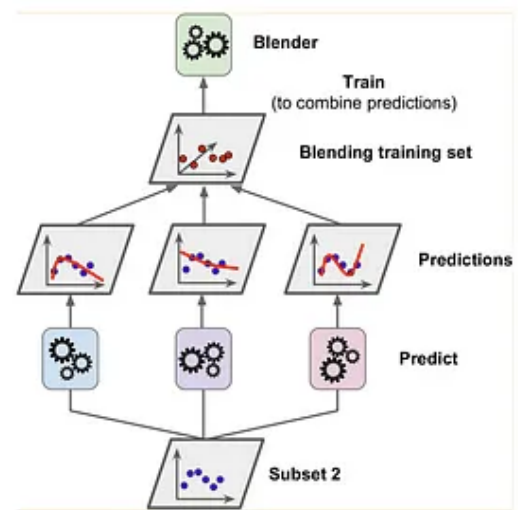 Blender
Train
(to combine predictions)
Blending training set
Predictions
Predict
Subset 2